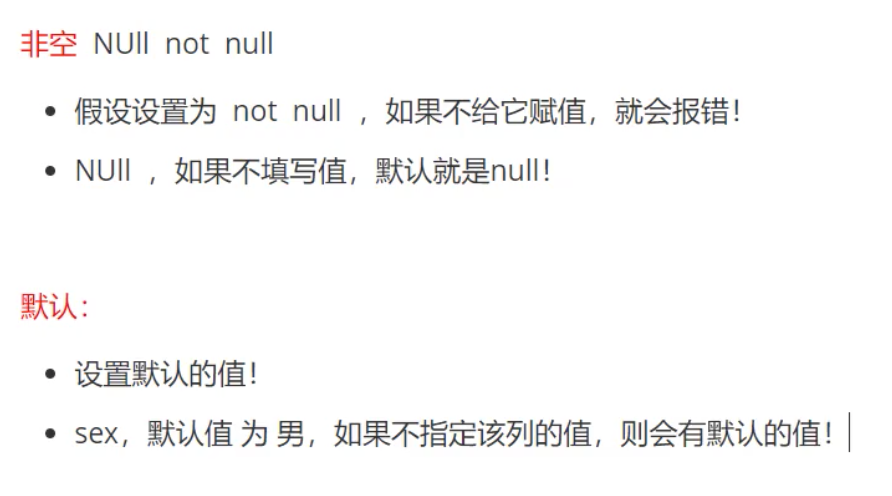 非空 NUll not null
• 假设设置为 not null ，如果不给它赋值，就会报错！
• NUll ，如果不填写值，默认就是null！
默认：
• 设置默认的值！
• sex，默认值 为 男，如果不指定该列的值，则会有默认的值！